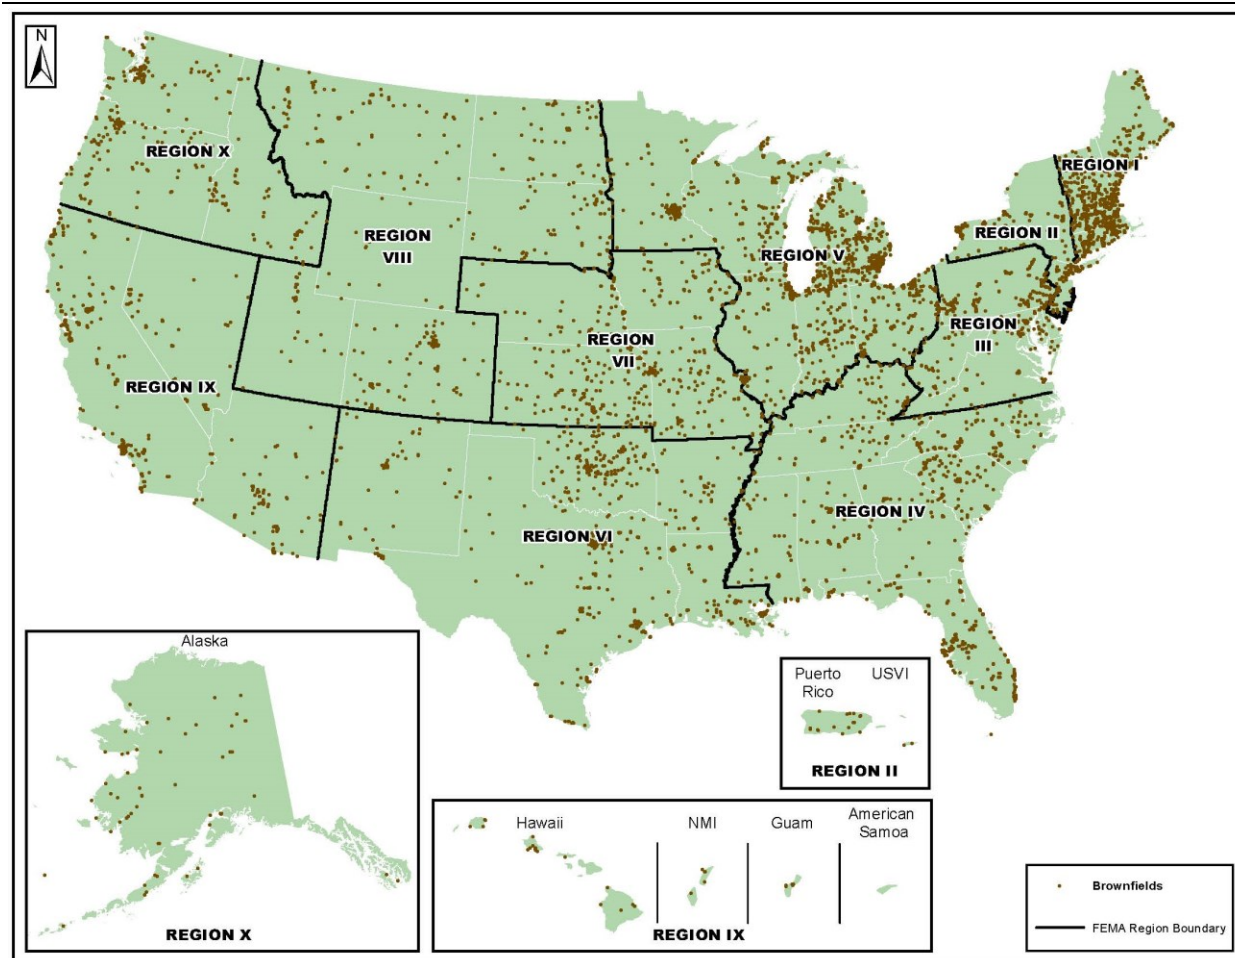 N
REGION X
REGION I
REGION II
REGION
VIII
REGION V
REGION
III
REGION
VII
REGION IX
REGION IV
REGION VI
Alaska
REGION X
Puerto
Rico
USVI
REGION II
Hawaii
NMI
Guam
American
Samoa
REGION IX
Brownfields
FEMA Region Boundary